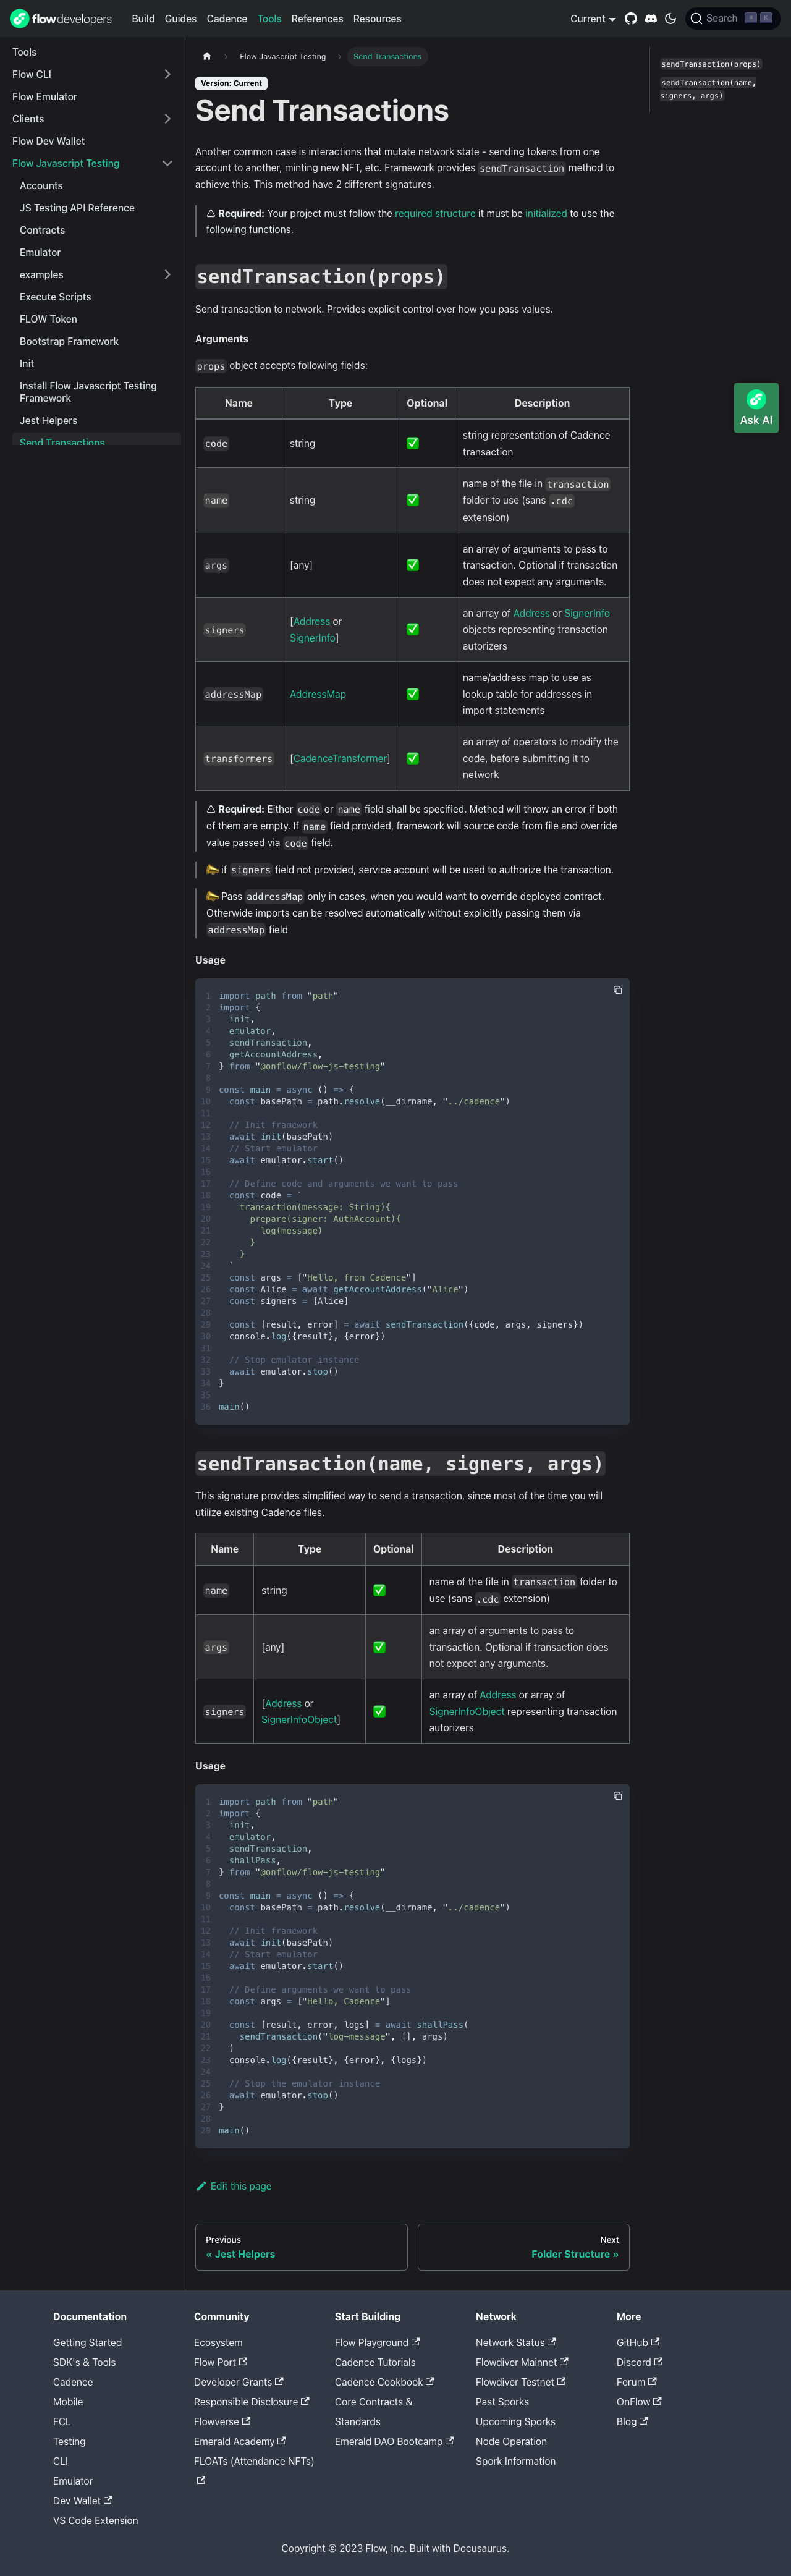 flowdevelopers
Build Guides Cadence Tools References Resources
Current
Search ⌘ K
Tools
Flow CLI
Flow Emulator
Clients
Flow Dev Wallet
Flow Javascript Testing
Accounts
JS Testing API Reference
Contracts
Emulator
examples
Execute Scripts
FLOW Token
Bootstrap Framework
Init
Install Flow Javascript Testing
Framework
Jest Helpers
Send Transactions
Flow Javascript Testing
Send Transactions
Version: Current
Send Transactions
Another common case is interactions that mutate network state - sending tokens from one
account to another, minting new NFT, etc. Framework provides sendTransaction method to
achieve this. This method have 2 different signatures.
⚠ Required: Your project must follow the required structure it must be initialized to use the
following functions.
sendTransaction(props)
Send transaction to network. Provides explicit control over how you pass values.
Arguments
props object accepts following fields:
Name Type Optional Description
code string ✅ string representation of Cadence
transaction
name string ✅ name of the file in transaction
folder to use (sans .cdc
extension)
args [any] ✅ an array of arguments to pass to
transaction. Optional if transaction
does not expect any arguments.
signers [Address or
SignerInfo] ✅ an array of Address or SignerInfo
objects representing transaction
autorizers
addressMap AddressMap ✅ name/address map to use as
lookup table for addresses in
import statements
transformers [CadenceTransformer] ✅ an array of operators to modify the
code, before submitting it to
network
⚠ Required: Either code or name field shall be specified. Method will throw an error if both
of them are empty. If name field provided, framework will source code from file and override
value passed via code field.
📣 if signers field not provided, service account will be used to authorize the transaction.
📣 Pass addressMap only in cases, when you would want to override deployed contract.
Otherwide imports can be resolved automatically without explicitly passing them via
addressMap field
Usage
1 import path from "path"
2 import {
3 init,
4 emulator,
5 sendTransaction,
6 getAccountAddress,
7 } from "@onflow/flow-js-testing"
8
9 const main = async () => {
10 const basePath = path.resolve(__dirname, "../cadence")
11
12 // Init framework
13 await init(basePath)
14 // Start emulator
15 await emulator.start()
16
17 // Define code and arguments we want to pass
18 const code = `
19 transaction(message: String){
20 prepare(signer: AuthAccount){
21 log(message)
22 }
23 }
24 `
25 const args = ["Hello, from Cadence"]
26 const Alice = await getAccountAddress("Alice")
27 const signers = [Alice]
28
29 const [result, error] = await sendTransaction({code, args, signers})
30 console.log({result}, {error})
31
32 // Stop emulator instance
33 await emulator.stop()
34 }
35
36 main()
sendTransaction(name, signers, args)
This signature provides simplified way to send a transaction, since most of the time you will
utilize existing Cadence files.
Name Type Optional Description
name string ✅ name of the file in transaction folder to
use (sans .cdc extension)
args [any] ✅ an array of arguments to pass to
transaction. Optional if transaction does
not expect any arguments.
signers [Address or
SignerInfoObject] ✅ an array of Address or array of
SignerInfoObject representing transaction
autorizers
Usage
1 import path from "path"
2 import {
3 init,
4 emulator,
5 sendTransaction,
6 shallPass,
7 } from "@onflow/flow-js-testing"
8
9 const main = async () => {
10 const basePath = path.resolve(__dirname, "../cadence")
11
12 // Init framework
13 await init(basePath)
14 // Start emulator
15 await emulator.start()
16
17 // Define arguments we want to pass
18 const args = ["Hello, Cadence"]
19
20 const [result, error, logs] = await shallPass(
21 sendTransaction("log-message", [], args)
22 )
23 console.log({result}, {error}, {logs})
24
25 // Stop the emulator instance
26 await emulator.stop()
27 }
28
29 main()
Edit this page
Previous
« Jest Helpers
Next
Folder Structure »
sendTransaction(props)
sendTransaction(name,
signers, args)
Ask AI
Documentation
Getting Started
SDK's & Tools
Cadence
Mobile
FCL
Testing
CLI
Emulator
Dev Wallet
VS Code Extension
Community
Ecosystem
Flow Port
Developer Grants
Responsible Disclosure
Flowverse
Emerald Academy
FLOATs (Attendance NFTs)
Start Building
Flow Playground
Cadence Tutorials
Cadence Cookbook
Core Contracts &
Standards
Emerald DAO Bootcamp
Network
Network Status
Flowdiver Mainnet
Flowdiver Testnet
Past Sporks
Upcoming Sporks
Node Operation
Spork Information
More
GitHub
Discord
Forum
OnFlow
Blog
Copyright © 2023 Flow, Inc. Built with Docusaurus.